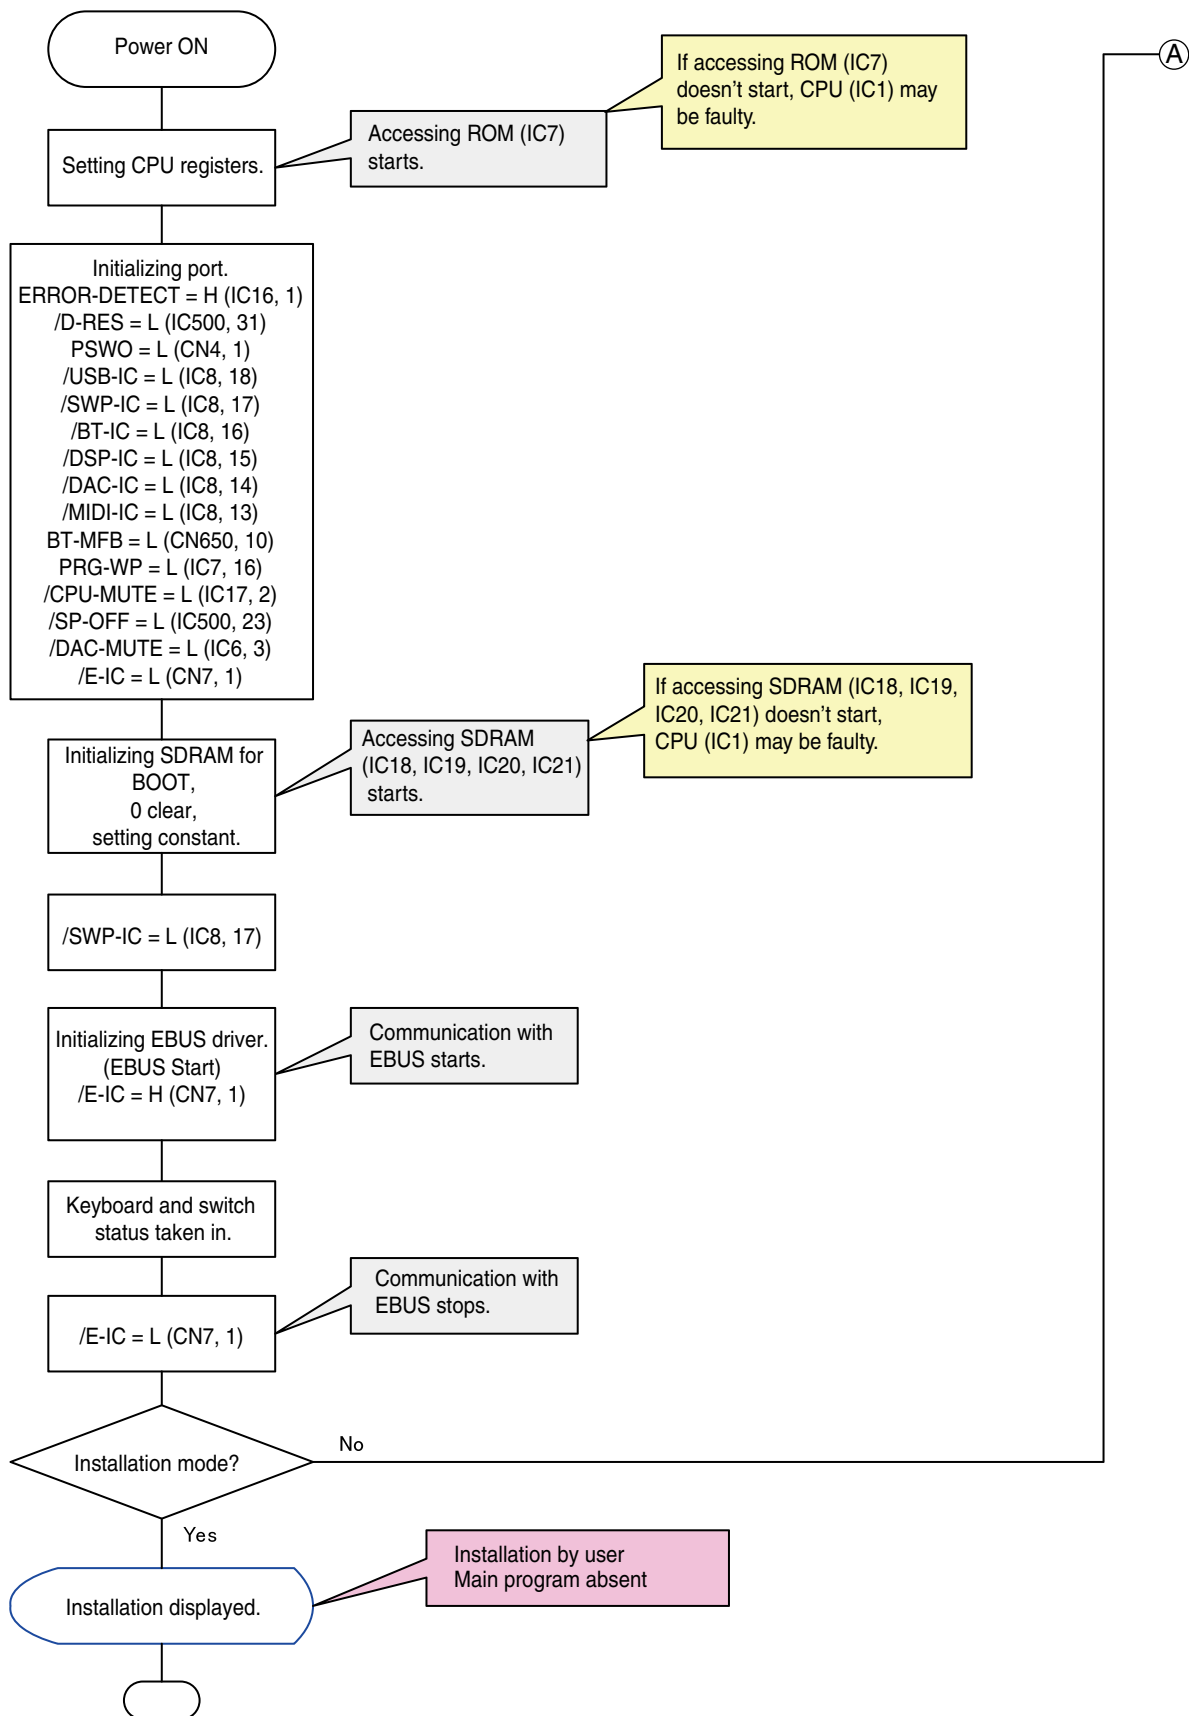 Power ON
A
If accessing ROM (IC7)
doesn't start, CPU (IC1) may
be faulty.
Accessing ROM (IC7)
starts.
Setting CPU registers.
Initializing port.
ERROR-DETECT = H (IC16, 1)
/D-RES = L (IC500, 31)
PSWO = L (CN4, 1)
/USB-IC = L (IC8, 18)
/SWP-IC = L (IC8, 17)
/BT-IC = L (IC8, 16)
/DSP-IC = L (IC8, 15)
/DAC-IC = L (IC8, 14)
/MIDI-IC = L (IC8, 13)
BT-MFB = L (CN650, 10)
PRG-WP = L (IC7, 16)
/CPU-MUTE = L (IC17, 2)
/SP-OFF = L (IC500, 23)
/DAC-MUTE = L (IC6, 3)
/E-IC = L (CN7, 1)
If accessing SDRAM (IC18, IC19,
IC20, IC21) doesn't start,
CPU (IC1) may be faulty.
Accessing SDRAM
(IC18, IC19, IC20, IC21)
starts.
Initializing SDRAM for
BOOT,
0 clear,
setting constant.
/SWP-IC = L (IC8, 17)
Initializing EBUS driver.
(EBUS Start)
/E-IC = H (CN7, 1)
Communication with
EBUS starts.
Keyboard and switch
status taken in.
Communication with
EBUS stops.
/E-IC = L (CN7, 1)
Installation mode?
No
Yes
Installation by user
Main program absent
Installation displayed.